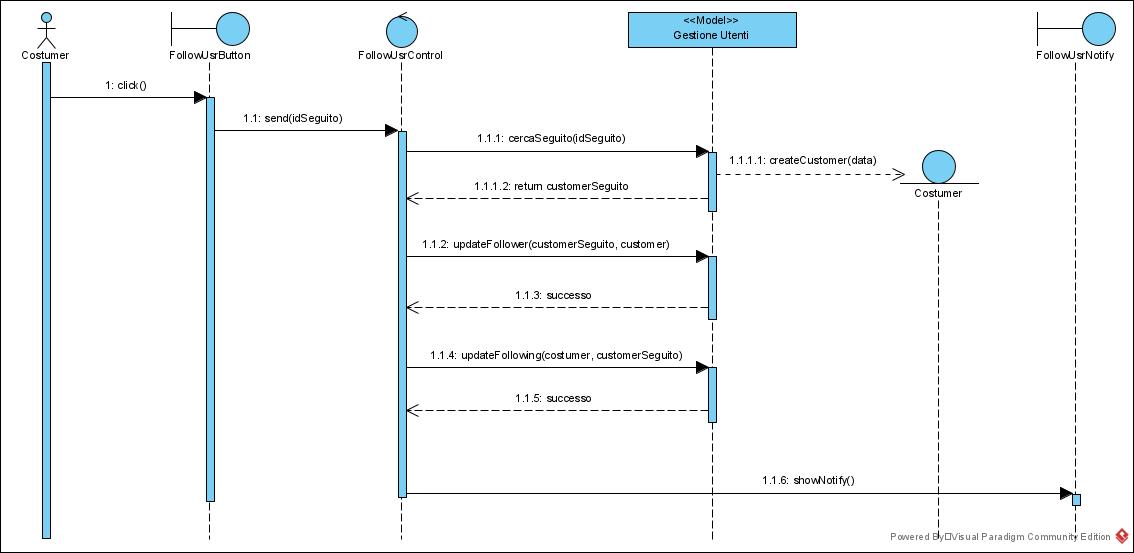 <<Model>>
Gestione Utenti
Costumer
FollowUsrButton
FollowUsrControl
FollowUsrNotify
1: click()
1.1: send(idSeguito)
1.1.1: cercaSeguito(idSeguito)
1.1.1.1: createCustomer(data)
1.1.1.2: return customerSeguito
Costumer
1.1.2: updateFollower(customerSeguito, customer)
1.1.3: successo
1.1.4: updateFollowing(costumer, customerSeguito)
1.1.5: successo
1.1.6: showNotify()
Powered By Visual Paradigm Community Edition